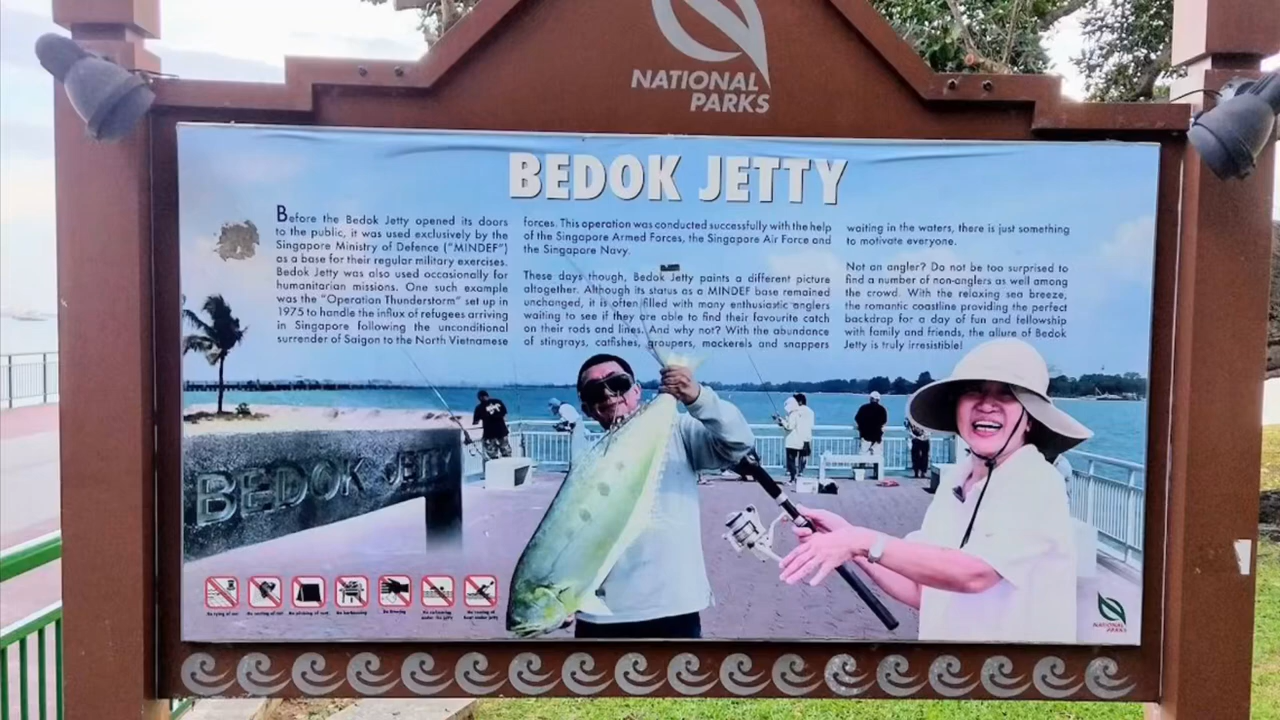 NATIONAL
PARKS
BEDOK JETTY
Before the Bedok Jetty opened its doors
to the public, it was used exclusively by the
Singapore Ministry of Defence ("MINDEF")
as a base for their regular military exercises.
Bedok Jetty was also used occasionally for
humanitarian missions. One such example
was the "Operation Thunderstorm" set up in
1975 to handle the influx of refugees arriving
in Singapore following the unconditional
surrender of Saigon to the North Vietnamese
forces. This operation was conducted successfully with the help
of the Singapore Armed Forces, the Singapore Air Force and
the Singapore Navy.
These days though, Bedok Jetty paints a different picture
altogether. Although its status as a MINDEF base remained
unchanged, it is often filled with many enthusiastic anglers
waiting to see if they are able to find their favourite catch
on their rods and lines. And why not? With the abundance
of stingrays, catfishes, groupers, mackerels and snappers
waiting in the waters, there is just something
to motivate everyone.
Not an angler? Do not be too surprised to
find a number of non-anglers as well among
the crowd. With the relaxing sea breeze,
the romantic coastline providing the perfect
backdrop for a day of fun and fellowship
with family and friends, the allure of Bedok
Jetty is truly irresistible!
BEDOK JETTY
NATIONAL
PARKS